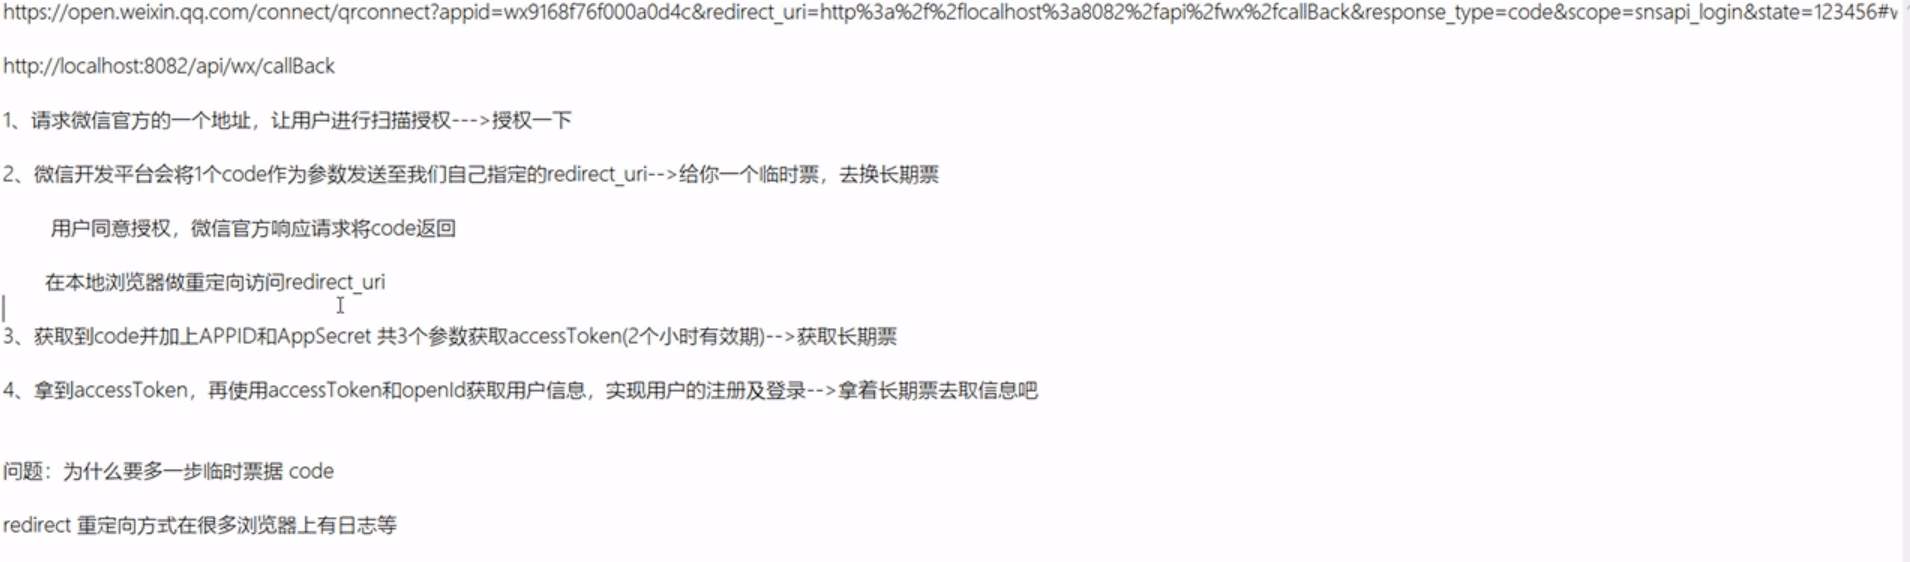 https://open.weixin.qq.com/connect/qrconnect?appid=wx9168f76f000a0d4c&redirect_uri=http%3a%2f%2flocalhost%3a8082%2fapi%2fwx%2fcallBack&response_type=code&scope=snsapi_login&state=123456#
http://localhost:8082/api/wx/callBack
1、请求微信官方的一个地址，让用户进行扫描授权--->授权一下
2、微信开发平台会将1个code作为参数发送至我们自己指定的redirect_uri-->给你一个临时票，去换长期票
用户同意授权，微信官方响应请求将code返回
在本地浏览器做重定向访问redirect_uri
3、获取到code并加上APPID和AppSecret 共3个参数获取accessToken(2个小时有效期)-->获取长期票
4、拿到accessToken，再使用accessToken和openId获取用户信息，实现用户的注册及登录-->拿着长期票去取信息吧
问题：为什么要多一步临时票据 code
redirect 重定向方式在很多浏览器上有日志等